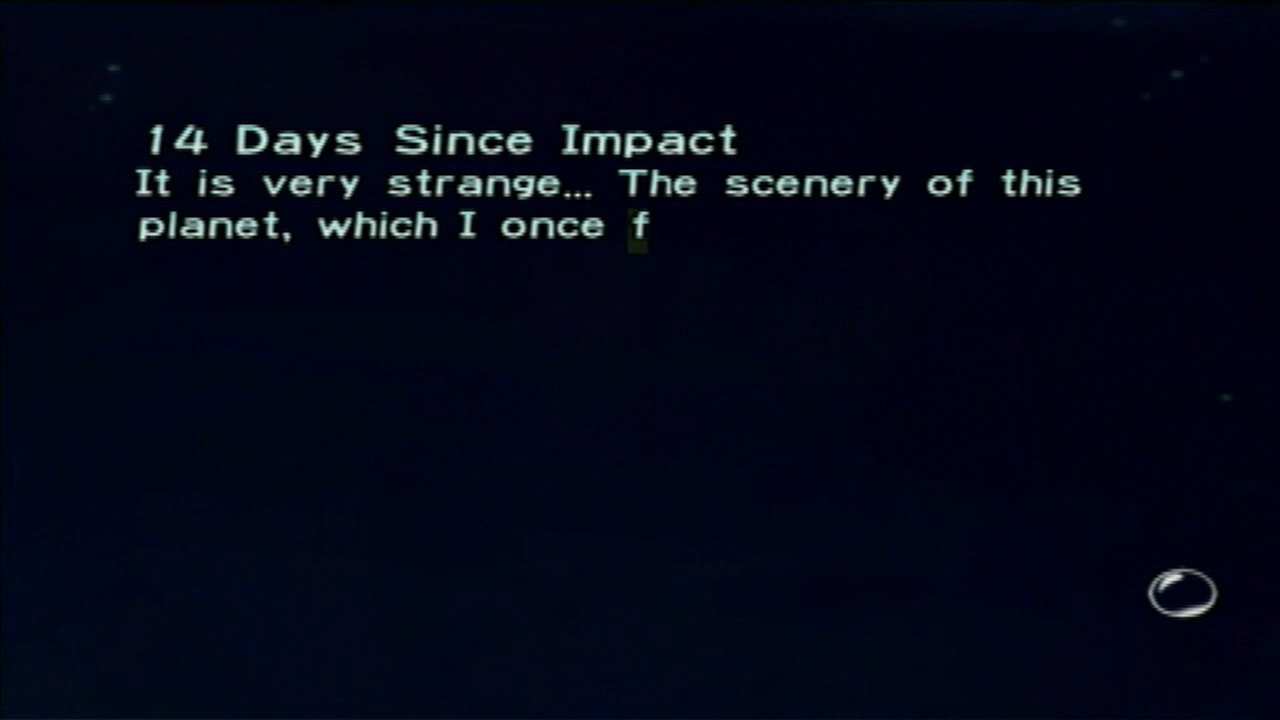 14 Days Since Impact
It is very strange... The scenery of this
planet, which I once f